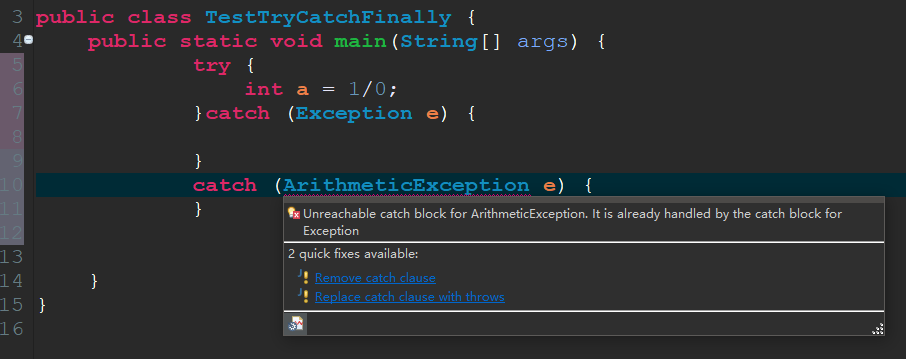 3 public class TestTryCatchFinally {
4 public static void main(String[] args) {
5 try {
6 int a = 1/0;
7 }catch (Exception e) {
8
9 }
10 catch (ArithmeticException e) {
11 }
12
13
14 }
15 }
16
Unreachable catch block for ArithmeticException. It is already handled by the catch block for
Exception
2 quick fixes available:
Remove catch clause
Replace catch clause with throws